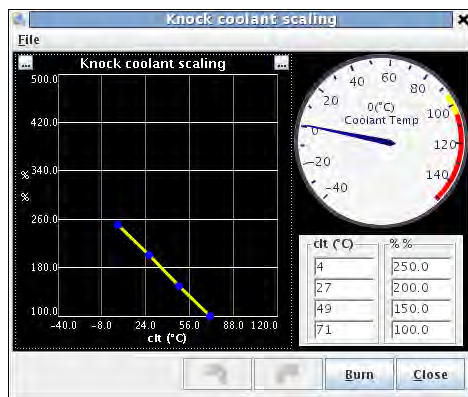 Knock coolant scaling
File
... Knock coolant scaling ...
500.0
420.0
340.0
260.0
180.0
100.0
%
%
-40.0 -8.0 24.0 56.0 88.0 120.0
clt (°C)
-40
-20
0
20
40
60
80
100
120
140
0(°C)
Coolant Temp
clt (°C) % %
4 250.0
27 200.0
49 150.0
71 100.0
Burn Close